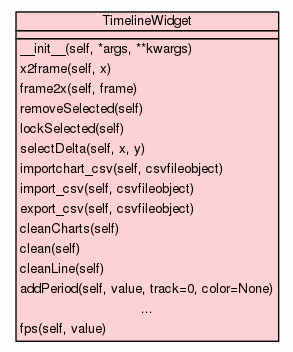 TimelineWidget
__init__(self, *args, **kwargs)
x2frame(self, x)
frame2x(self, frame)
removeSelected(self)
lockSelected(self)
selectDelta(self, x, y)
importchart_csv(self, csvfileobject)
import_csv(self, csvfileobject)
export_csv(self, csvfileobject)
cleanCharts(self)
clean(self)
cleanLine(self)
addPeriod(self, value, track=0, color=None)
...
fps(self, value)